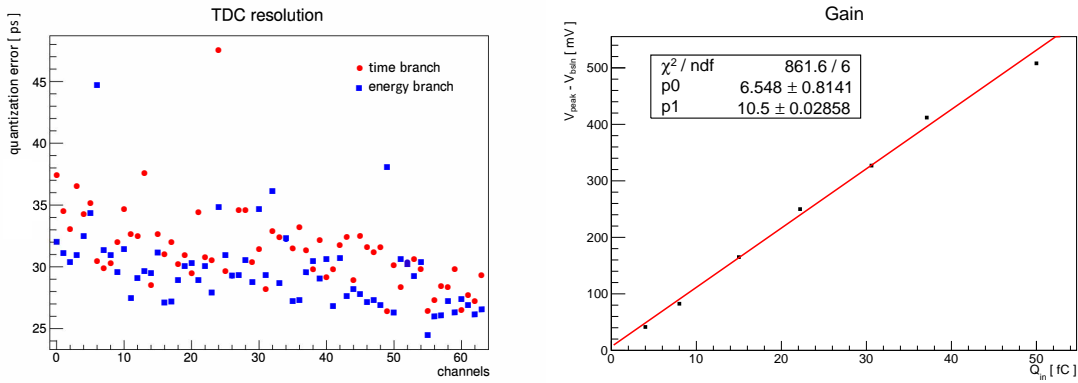 TDC resolution
quantization error [ ps ]
time branch
energy branch
45
40
35
30
25
0 10 20 30 40 50 60
channels
Gain
V_peak - V_bsln [ mV ]
χ² / ndf 861.6 / 6
p0 6.548 ± 0.8141
p1 10.5 ± 0.02858
500
400
300
200
100
0
0 10 20 30 40 50
Q_in [ fC ]